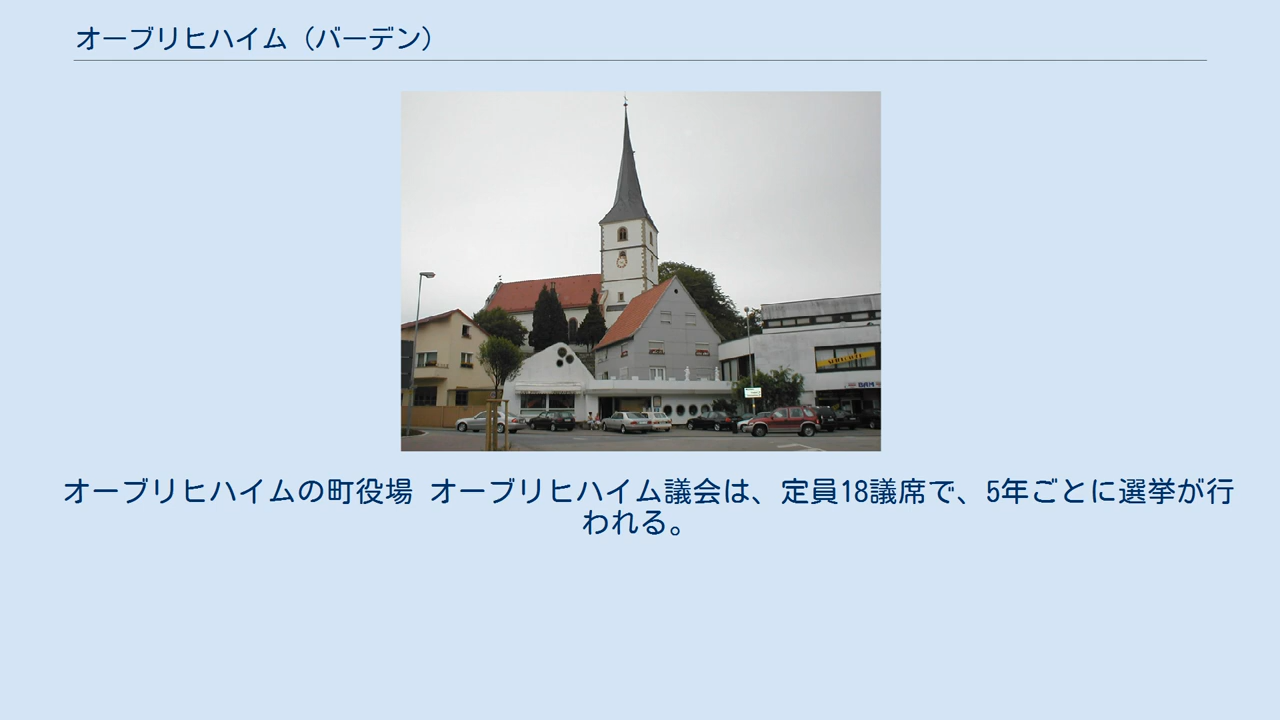 オーブリヒハイム（バーデン）
オーブリヒハイムの町役場 オーブリヒハイム議会は、定員18議席で、5年ごとに選挙が行
われる。